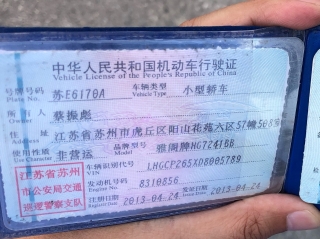 中华人民共和国机动车行驶证
Vehicle License of the People's Republic of China
号牌号码 苏E6170A 车辆类型 小型轿车
Plate No. Vehicle Type
所有人 蔡振彪
Owner
住址 江苏省苏州市虎丘区阳山花苑六区57幢508室
Address
使用性质 非营运 品牌型号 雅阁牌HG7241BB
Use Character Model
江苏省苏州市公安局交通巡逻警察支队
车辆识别代号 LHGCP265XD8005789
VIN
发动机号码 8310856
Engine No.
注册日期 2013-04-24 发证日期 2013-04-24
Register Date Issue Date